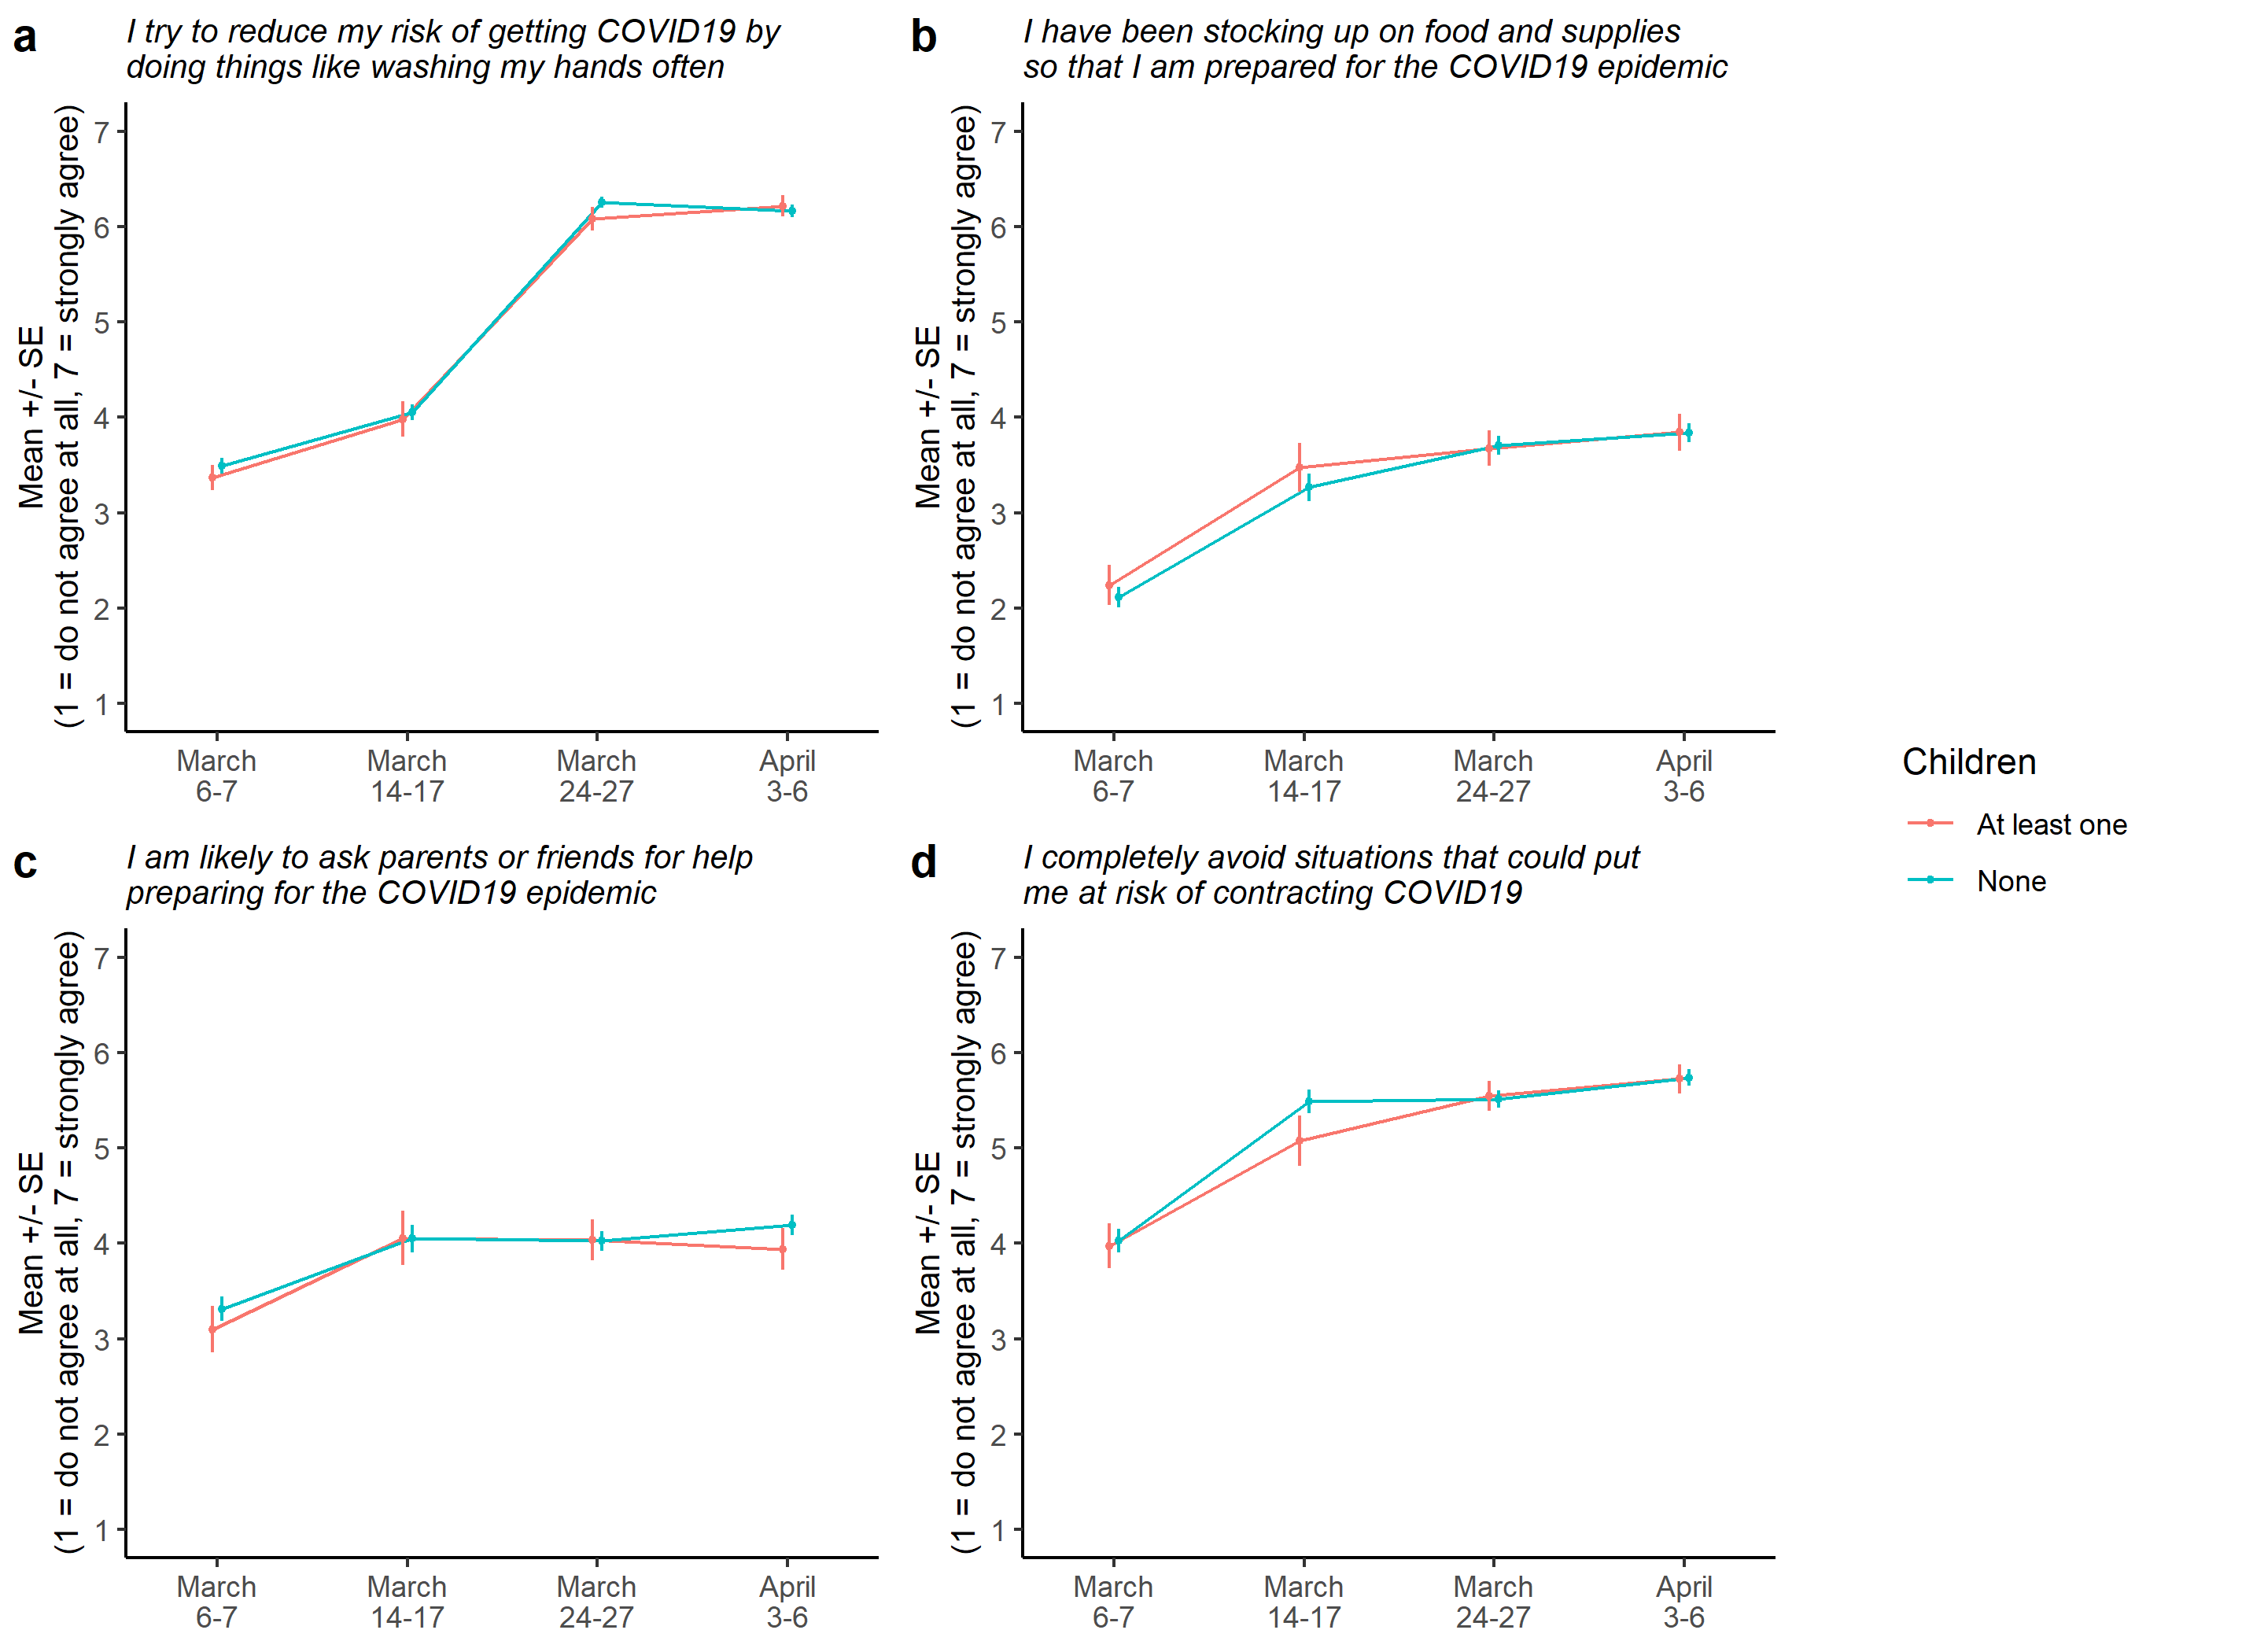 a
I try to reduce my risk of getting COVID19 by
doing things like washing my hands often
Mean +/- SE
(1 = do not agree at all, 7 = strongly agree)
7
6
5
4
3
2
1
March
6-7
March
14-17
March
24-27
April
3-6
b
I have been stocking up on food and supplies
so that I am prepared for the COVID19 epidemic
Mean +/- SE
(1 = do not agree at all, 7 = strongly agree)
7
6
5
4
3
2
1
March
6-7
March
14-17
March
24-27
April
3-6
c
I am likely to ask parents or friends for help
preparing for the COVID19 epidemic
Mean +/- SE
(1 = do not agree at all, 7 = strongly agree)
7
6
5
4
3
2
1
March
6-7
March
14-17
March
24-27
April
3-6
d
I completely avoid situations that could put
me at risk of contracting COVID19
Mean +/- SE
(1 = do not agree at all, 7 = strongly agree)
7
6
5
4
3
2
1
March
6-7
March
14-17
March
24-27
April
3-6
Children
At least one
None